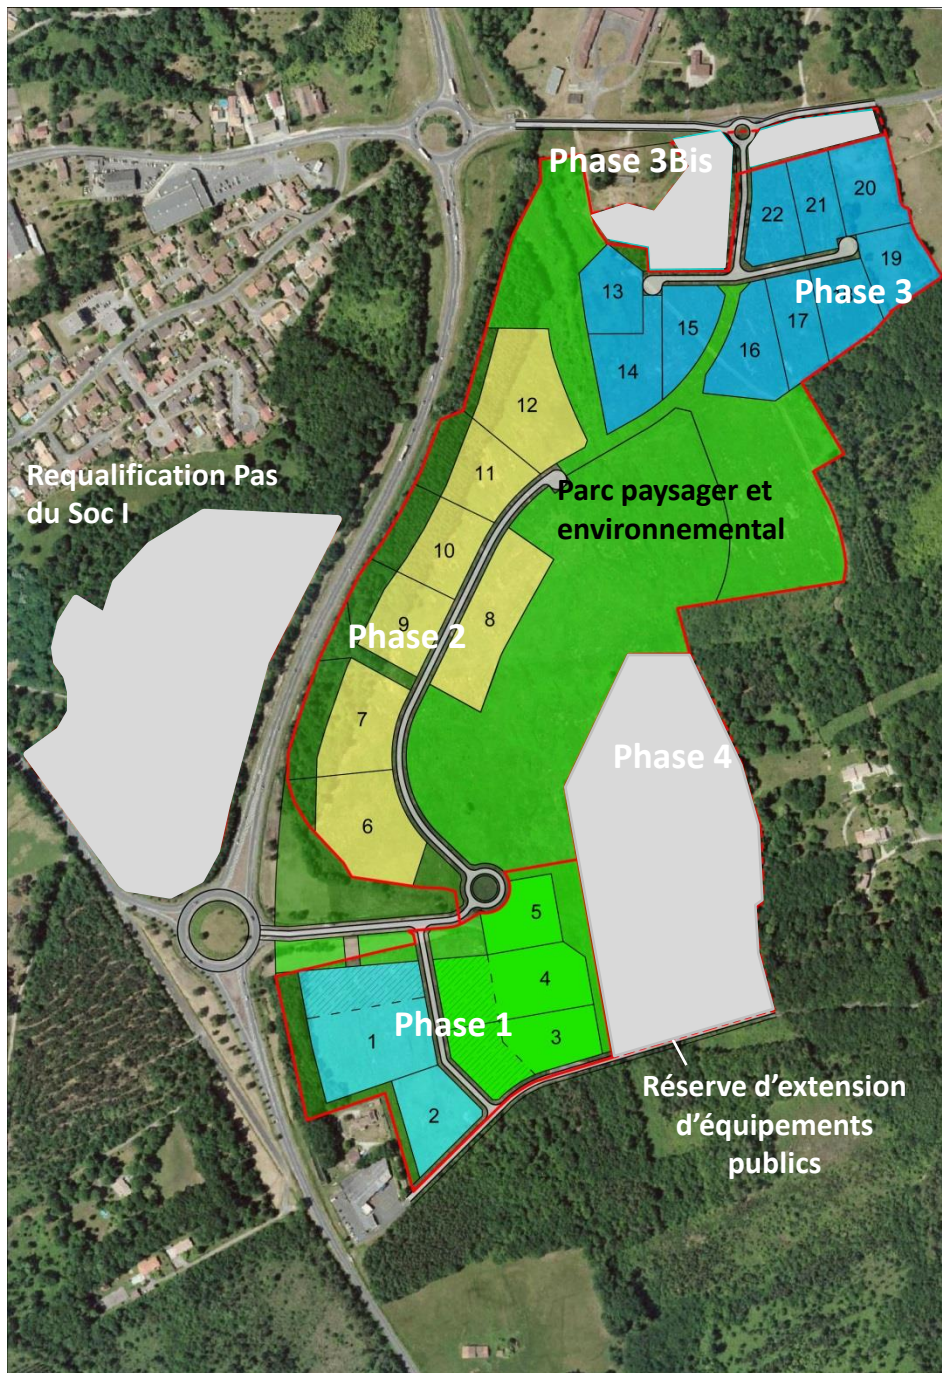 Phase 3Bis
20
21
22
19
13
Phase 3
17
15
16
14
12
Requalification Pas
du Soc I
11
Parc paysager et
environnemental
10
8
9
Phase 2
7
Phase 4
6
5
4
Phase 1
3
1
Réserve d’extension
d’équipements
publics
2